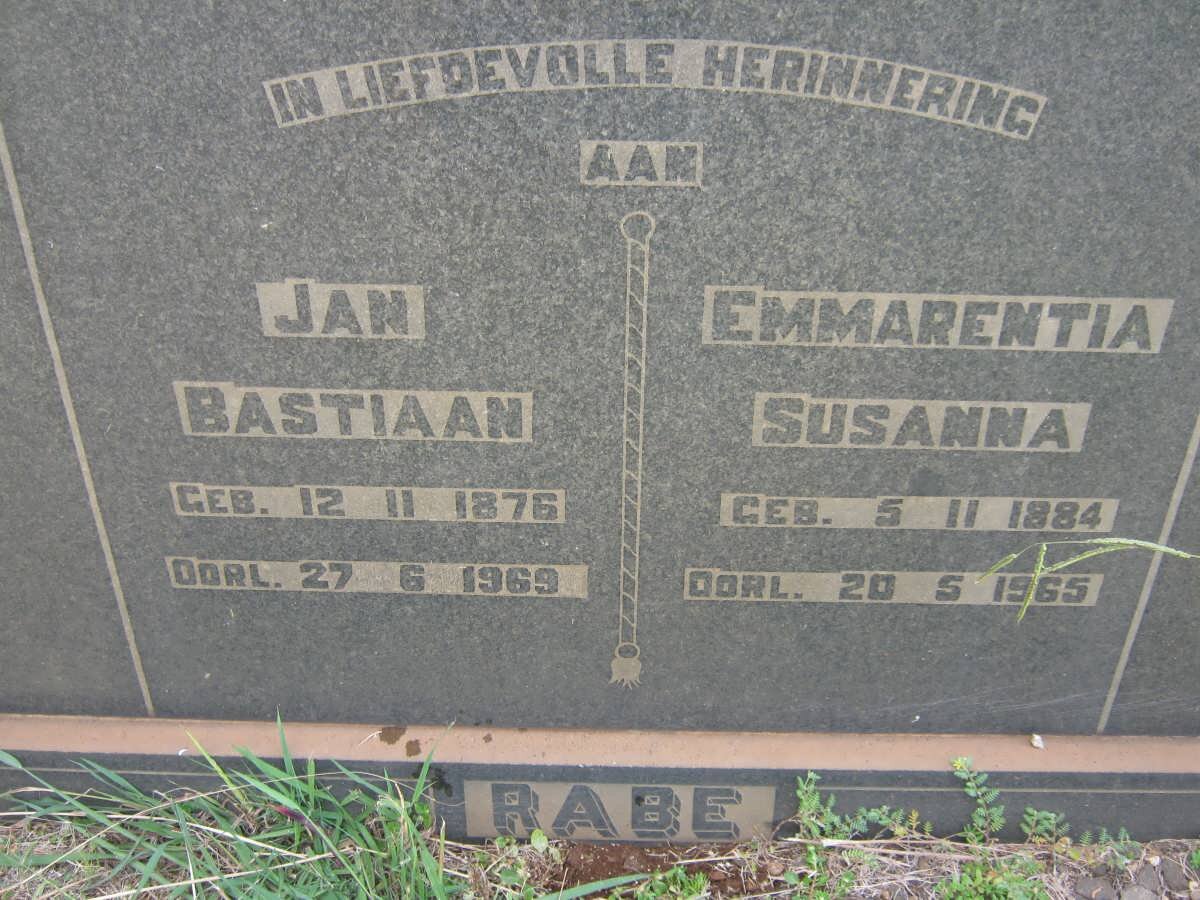 IN LIEFDEVOLLE HERINNERING
AAN
JAN
BASTIAAN
GEB. 12 11 1876
OORL. 27 6 1969
EMMARENTIA
SUSANNA
GEB. 5 11 1884
OORL. 20 5 1965
RABE